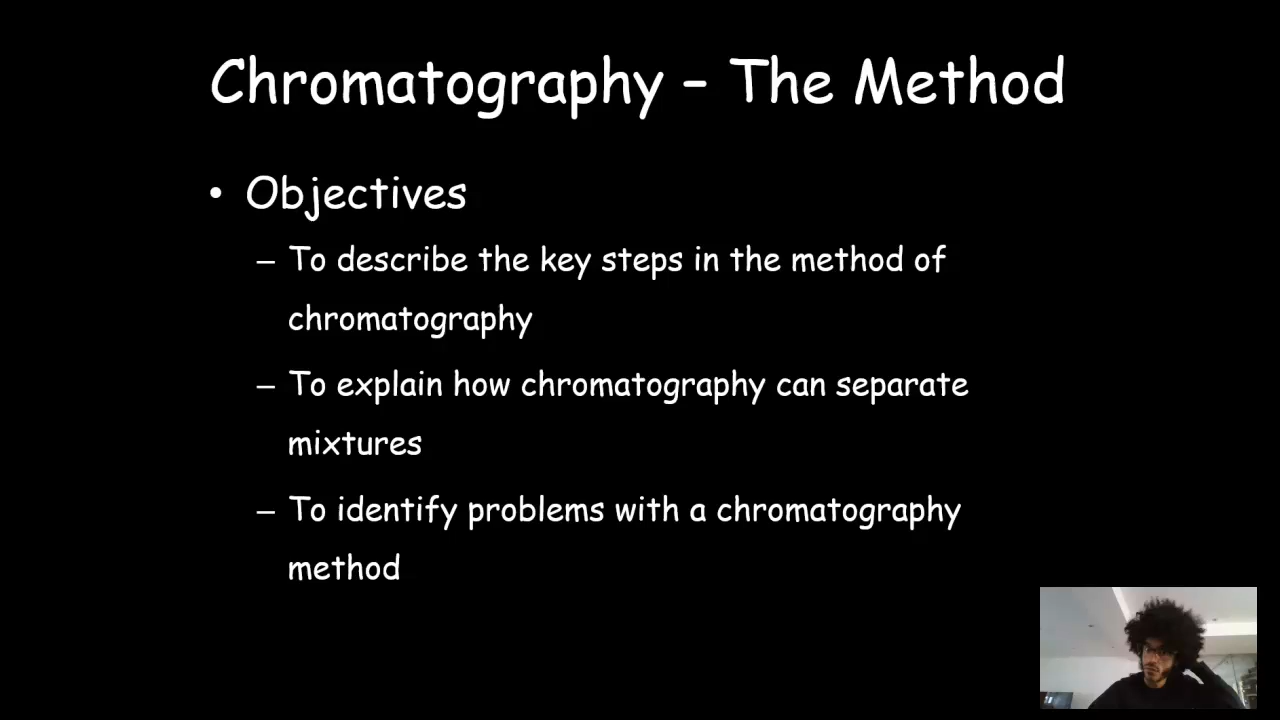 Chromatography – The Method
• Objectives
– To describe the key steps in the method of
chromatography
– To explain how chromatography can separate
mixtures
– To identify problems with a chromatography
method